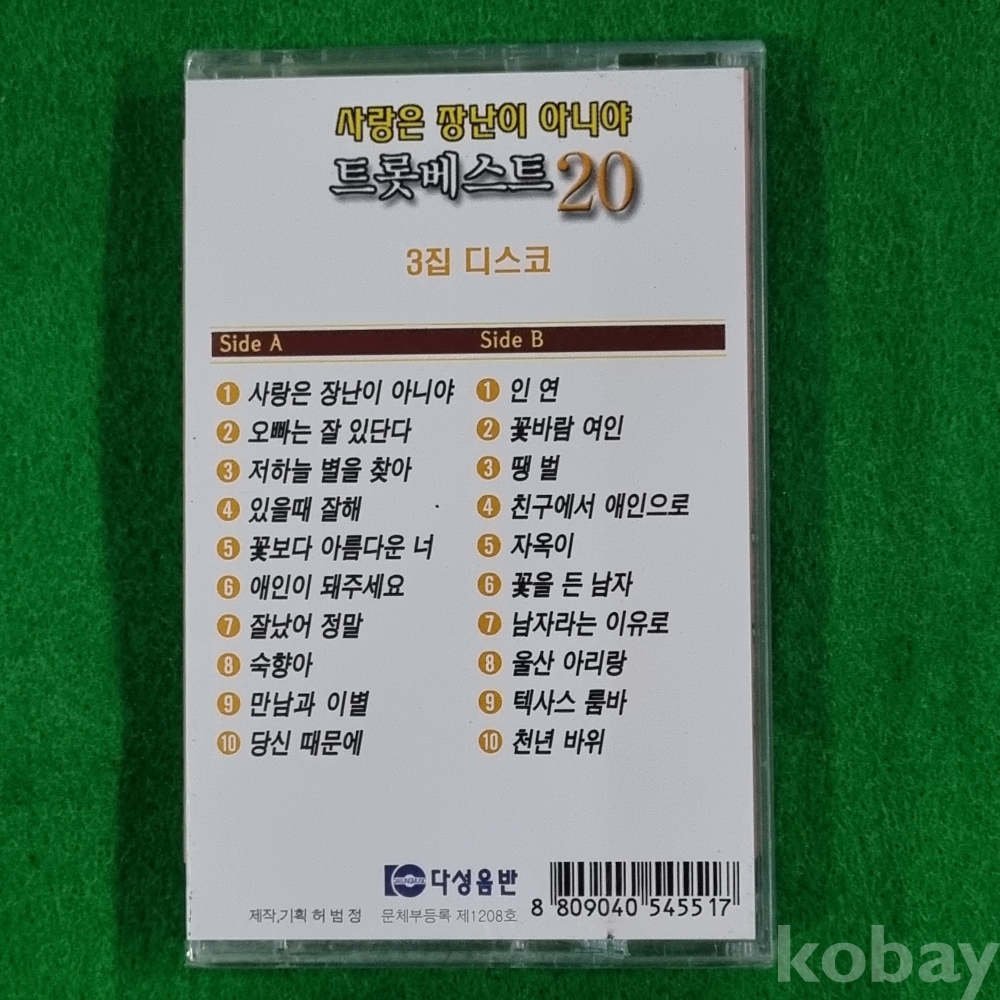 사랑은 장난이 아니야
트롯베스트20
3집 디스코
Side A
1 사랑은 장난이 아니야
2 오빠는 잘 있단다
3 저하늘 별을 찾아
4 있을때 잘해
5 꽃보다 아름다운 너
6 애인이 돼주세요
7 잘났어 정말
8 숙향아
9 만남과 이별
10 당신 때문에
Side B
1 인 연
2 꽃바람 여인
3 땡 벌
4 친구에서 애인으로
5 자옥이
6 꽃을 든 남자
7 남자라는 이유로
8 울산 아리랑
9 텍사스 룸바
10 천년 바위
다성음반
제작,기획 허 범 정 문체부등록 제1208호
8 809040 545517
kobay